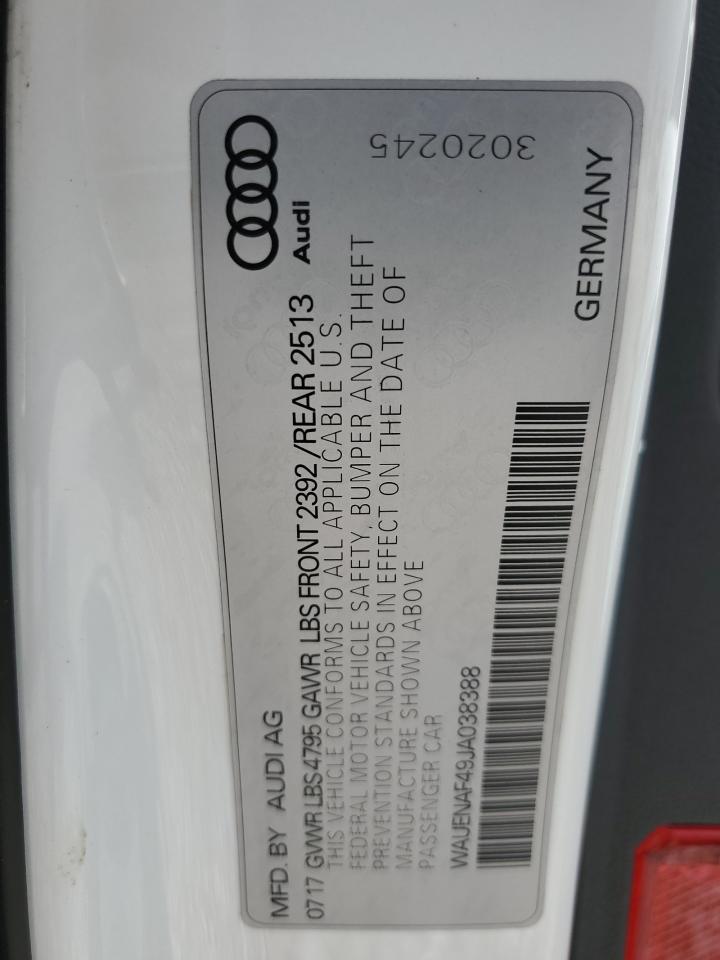 MFD. BY AUDI AG
0717 GVWR LBS 4795 GAWR LBS FRONT 2392 /REAR 2513
Audi
THIS VEHICLE CONFORMS TO ALL APPLICABLE U.S.
FEDERAL MOTOR VEHICLE SAFETY, BUMPER AND THEFT
PREVENTION STANDARDS IN EFFECT ON THE DATE OF
MANUFACTURE SHOWN ABOVE
PASSENGER CAR
WAUENAF49JA038388
GERMANY
3020245